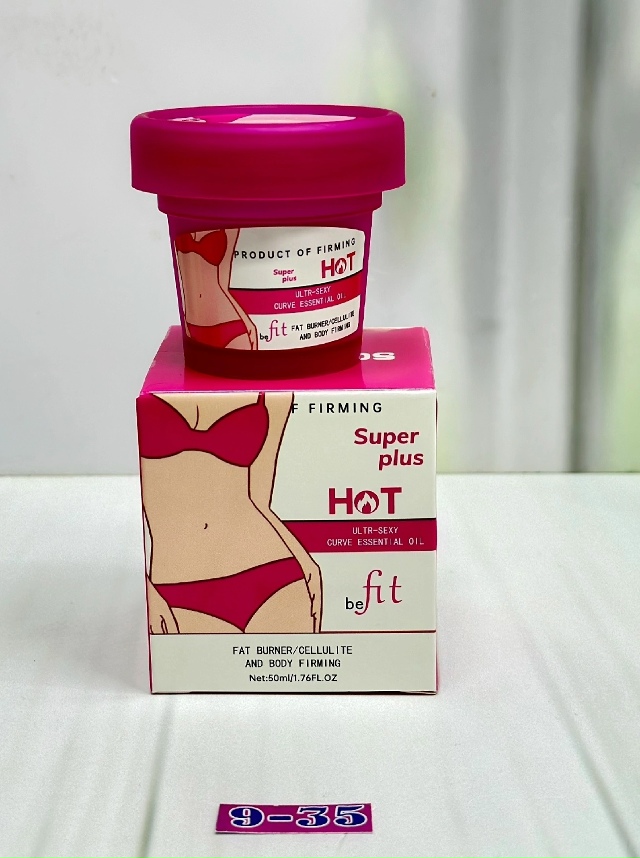 PRODUCT OF FIRMING
Super
plus
HOT
ULTR-SEXY
CURVE ESSENTIAL OIL
be fit
FAT BURNER/CELLULITE
AND BODY FIRMING
F FIRMING
Super
plus
HOT
ULTR-SEXY
CURVE ESSENTIAL OIL
be fit
FAT BURNER/CELLULITE
AND BODY FIRMING
Net:50ml/1.76FL.OZ
9-35